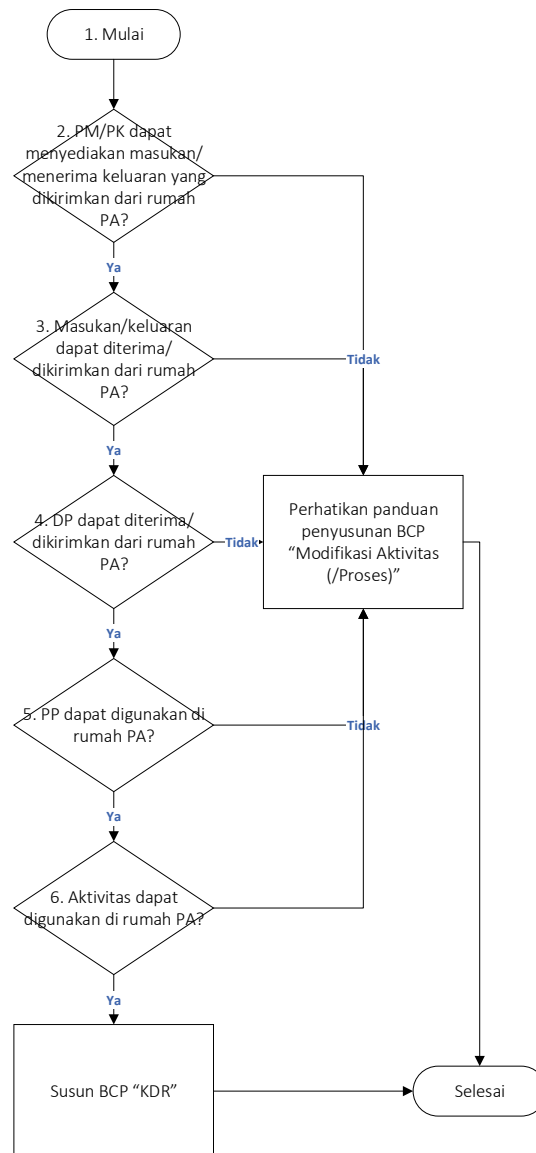 1. Mulai
2. PM/PK dapat
menyediakan masukan/
menerima keluaran yang
dikirimkan dari rumah
PA?
Ya
3. Masukan/keluaran
dapat diterima/
dikirimkan dari rumah
PA?
Tidak
Ya
4. DP dapat diterima/
dikirimkan dari rumah
PA?
Tidak
Perhatikan panduan
penyusunan BCP
“Modifikasi Aktivitas
(/Proses)”
Ya
5. PP dapat digunakan di
rumah PA?
Tidak
Ya
6. Aktivitas dapat
digunakan di rumah PA?
Ya
Susun BCP “KDR”
Selesai